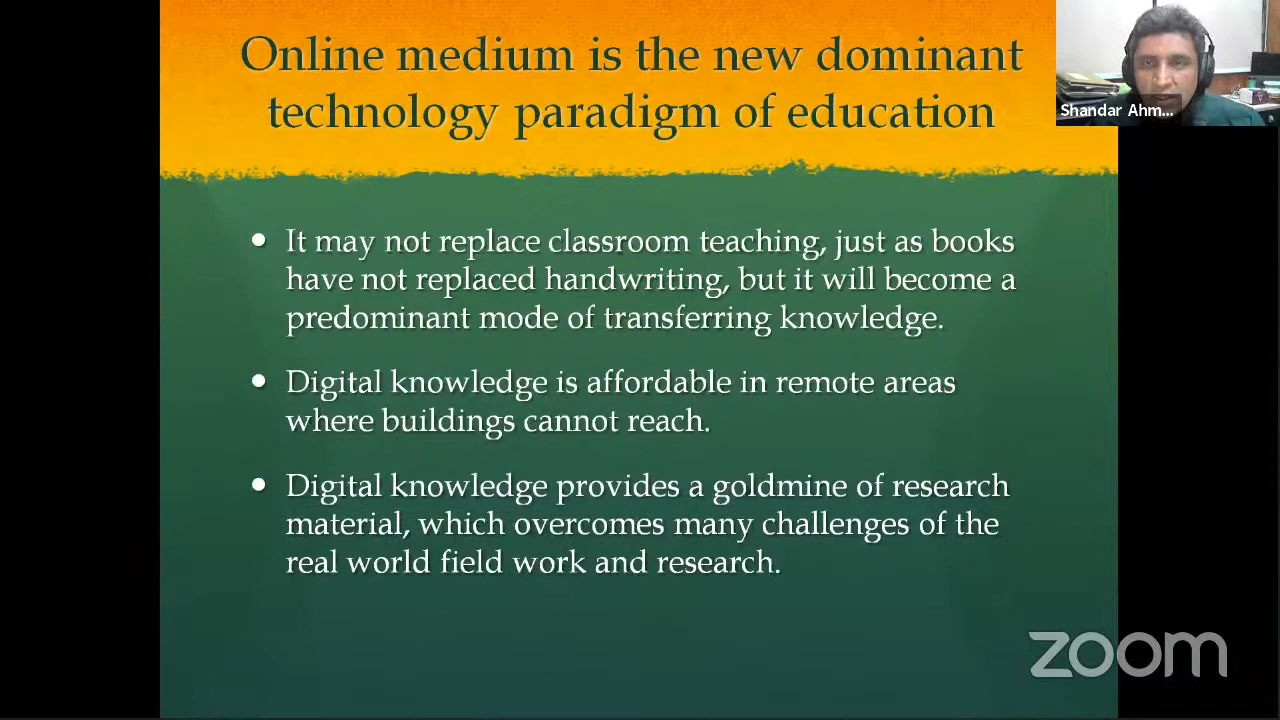 Online medium is the new dominant
technology paradigm of education
Shandar Ahm...
• It may not replace classroom teaching, just as books
have not replaced handwriting, but it will become a
predominant mode of transferring knowledge.
• Digital knowledge is affordable in remote areas
where buildings cannot reach.
• Digital knowledge provides a goldmine of research
material, which overcomes many challenges of the
real world field work and research.
zoom